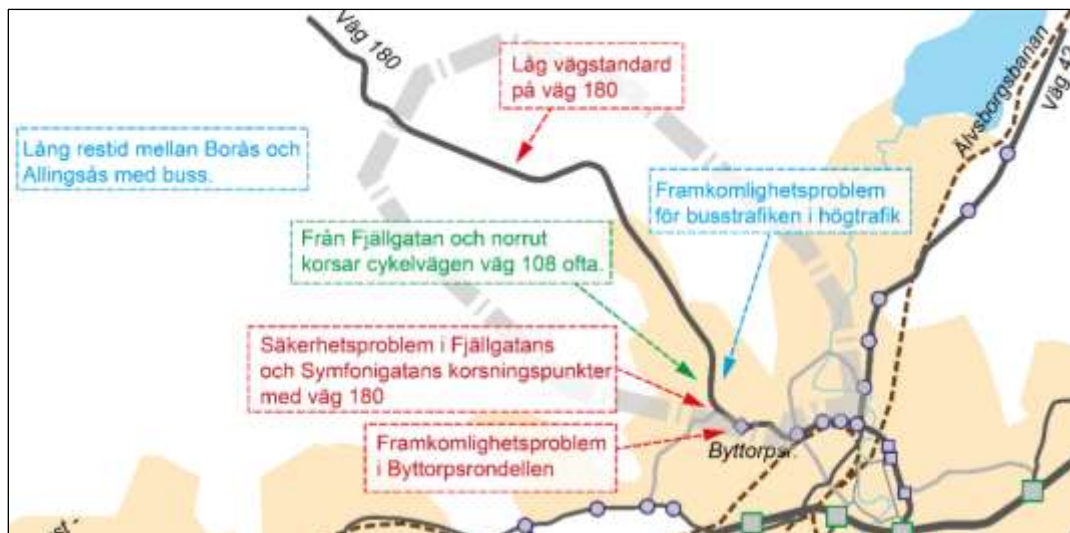 Väg 180
Låg vägstandard
på väg 180
Älvsborgsbanan
Väg 42
Lång restid mellan Borås och
Allingsås med buss.
Framkomlighetsproblem
för busstrafiken i högtrafik
Från Fjällgatan och norrut
korsar cykelvägen väg 108 ofta.
Säkerhetsproblem i Fjällgatans
och Symfonigatans korsningspunkter
med väg 180
Framkomlighetsproblem
i Byttorpsrondellen
Byttorpsr.